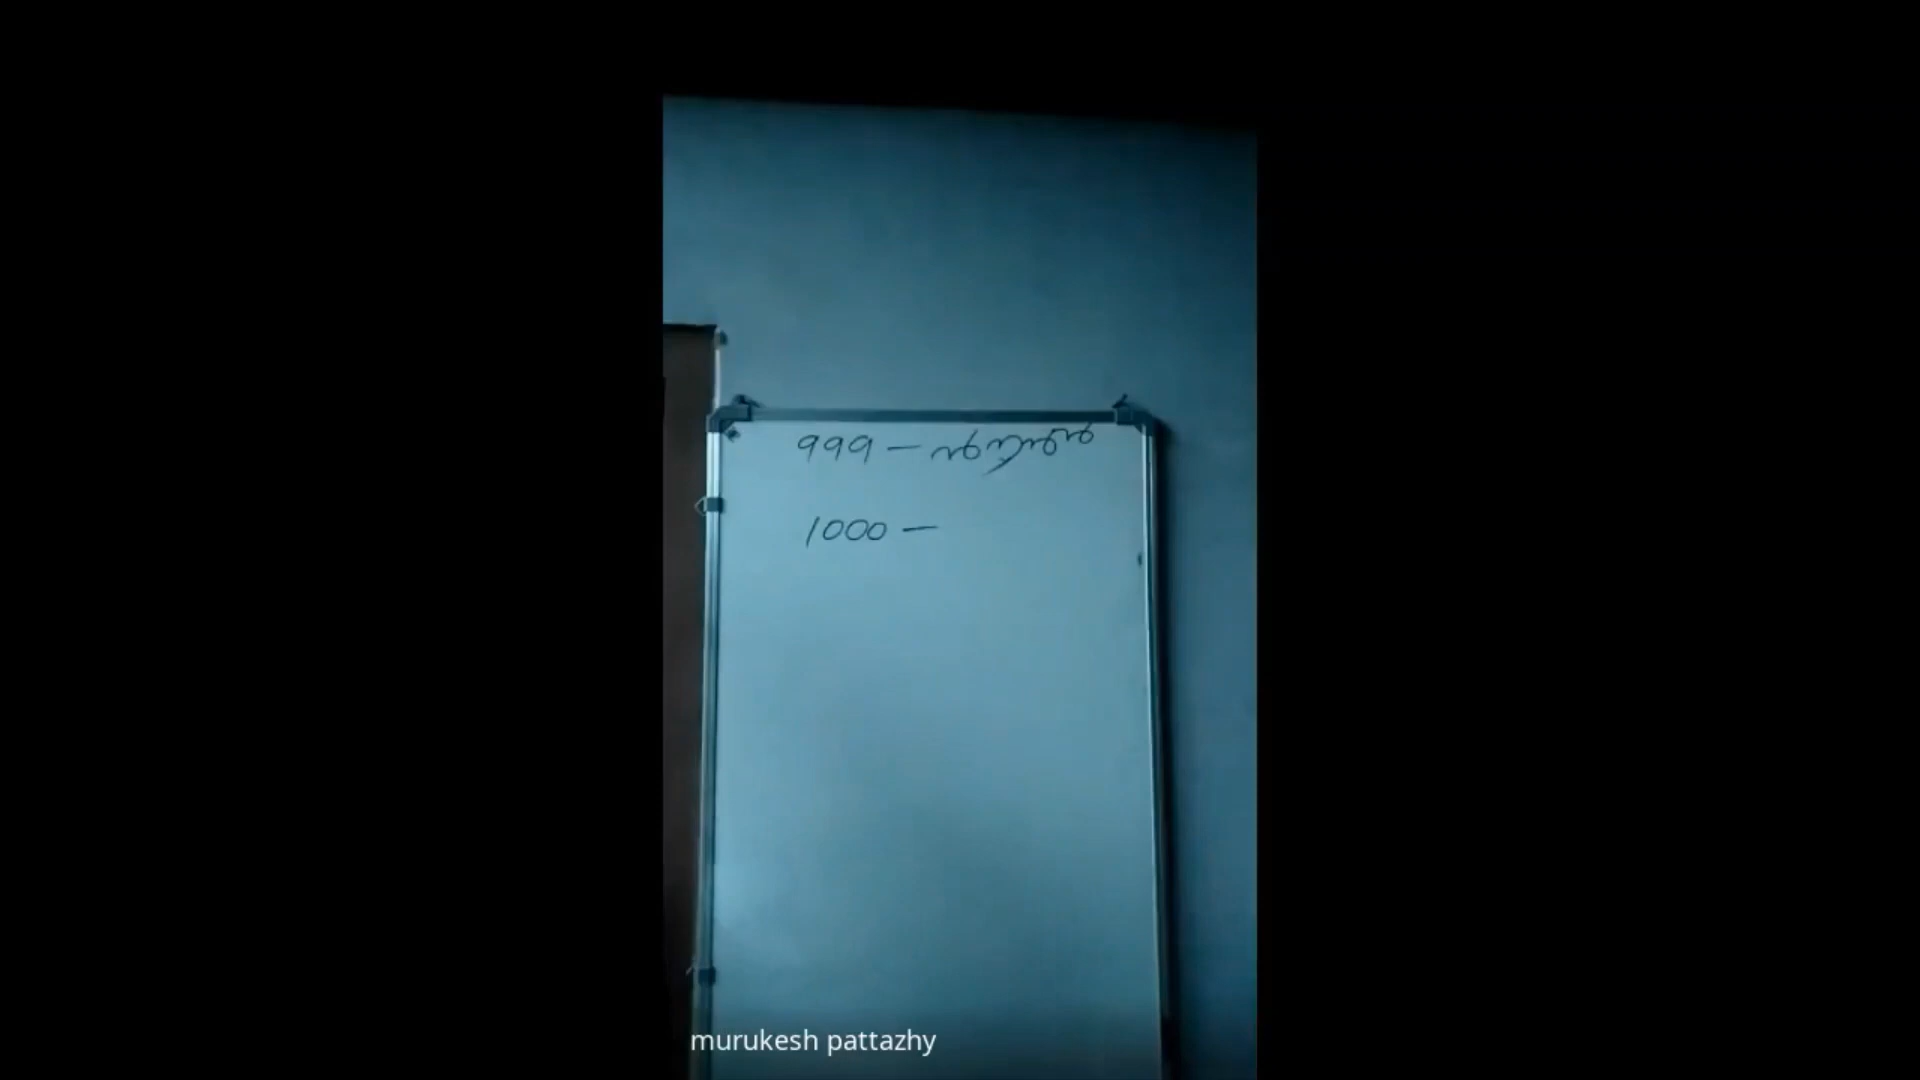 999 —
1000 —
murukesh pattazhy